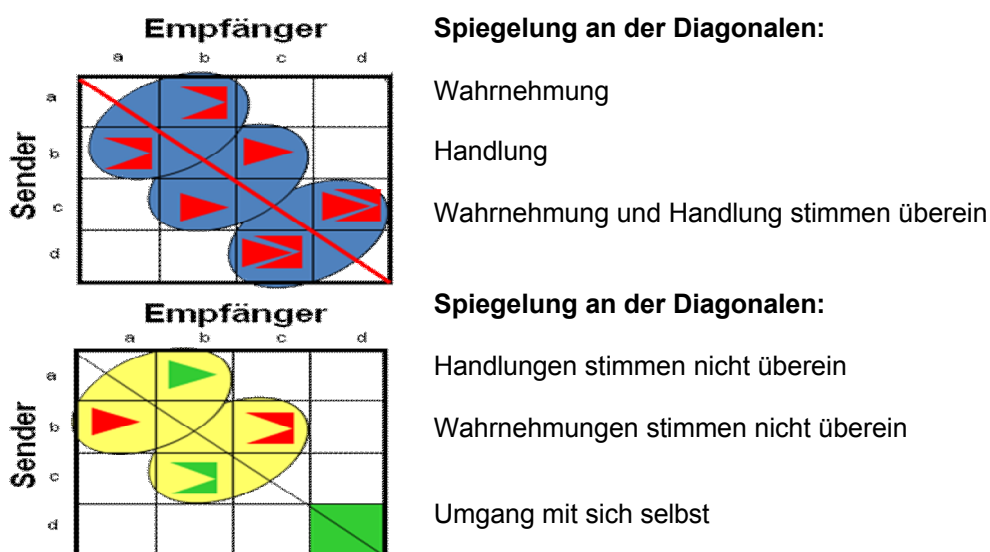 Empfänger
a b c d
Sender
a
b
c
d
Spiegelung an der Diagonalen:
Wahrnehmung
Handlung
Wahrnehmung und Handlung stimmen überein
Empfänger
a b c d
Sender
a
b
c
d
Spiegelung an der Diagonalen:
Handlungen stimmen nicht überein
Wahrnehmungen stimmen nicht überein
Umgang mit sich selbst